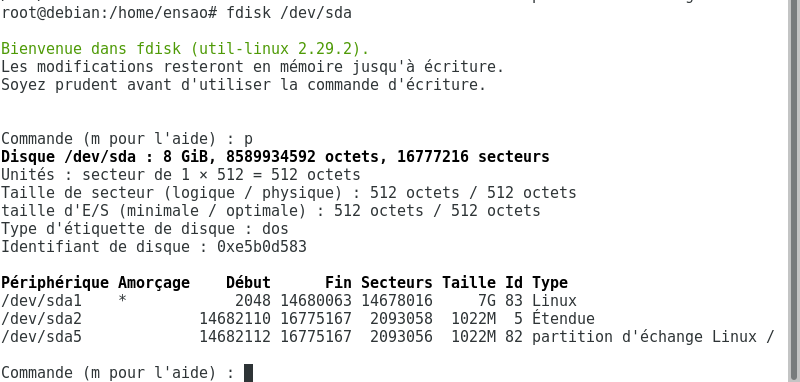 root@debian:/home/ensao# fdisk /dev/sda
Bienvenue dans fdisk (util-linux 2.29.2).
Les modifications resteront en mémoire jusqu'à écriture.
Soyez prudent avant d'utiliser la commande d'écriture.
Commande (m pour l'aide) : p
Disque /dev/sda : 8 GiB, 8589934592 octets, 16777216 secteurs
Unités : secteur de 1 × 512 = 512 octets
Taille de secteur (logique / physique) : 512 octets / 512 octets
taille d'E/S (minimale / optimale) : 512 octets / 512 octets
Type d'étiquette de disque : dos
Identifiant de disque : 0xe5b0d583
Périphérique Amorçage    Début      Fin Secteurs Taille Id Type
/dev/sda1    *            2048 14680063 14678016     7G 83 Linux
/dev/sda2             14682110 16775167  2093058  1022M  5 Étendue
/dev/sda5             14682112 16775167  2093056  1022M 82 partition d'échange Linux /
Commande (m pour l'aide) :